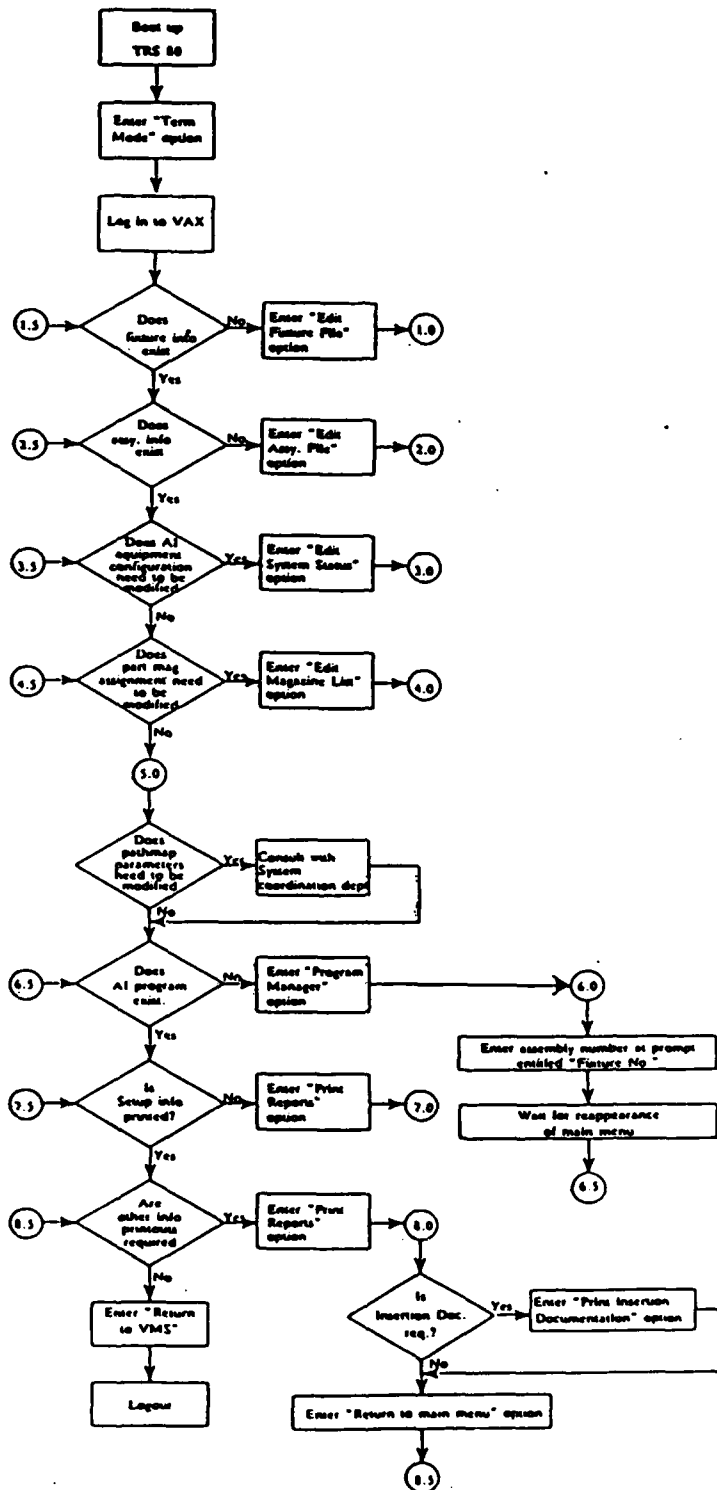 Boot up
TRS 80
Enter "Term
Mode" option
Log in to VAX
1.5
Does
fixture info
exist
No
Enter "Edit
Fixture File"
option
1.0
Yes
2.5
Does
assy. info
exist
No
Enter "Edit
Assy. File"
option
2.0
Yes
3.5
Does AI
equipment
configuration
need to be
modified
Yes
Enter "Edit
System Status"
option
3.0
No
4.5
Does
part mag
assignment need
to be
modified
Yes
Enter "Edit
Magazine List"
option
4.0
No
5.0
Does
pathmap
parameters
need to be
modified
Yes
Consult with
System
coordination dept
No
6.5
Does
AI program
exist.
No
Enter "Program
Manager"
option
6.0
Enter assembly number at prompt
entitled "Fixture No"
Wait for reappearance
of main menu
6.5
Yes
7.5
Is
Setup info
printed?
No
Enter "Print
Reports"
option
7.0
Yes
8.5
Are
other info
printouts
required
Yes
Enter "Print
Reports"
option
8.0
No
Enter "Return
to VMS"
Logout
Is
Insertion Doc.
req.?
Yes
Enter "Print Insertion
Documentation" option
No
Enter "Return to main menu" option
8.5